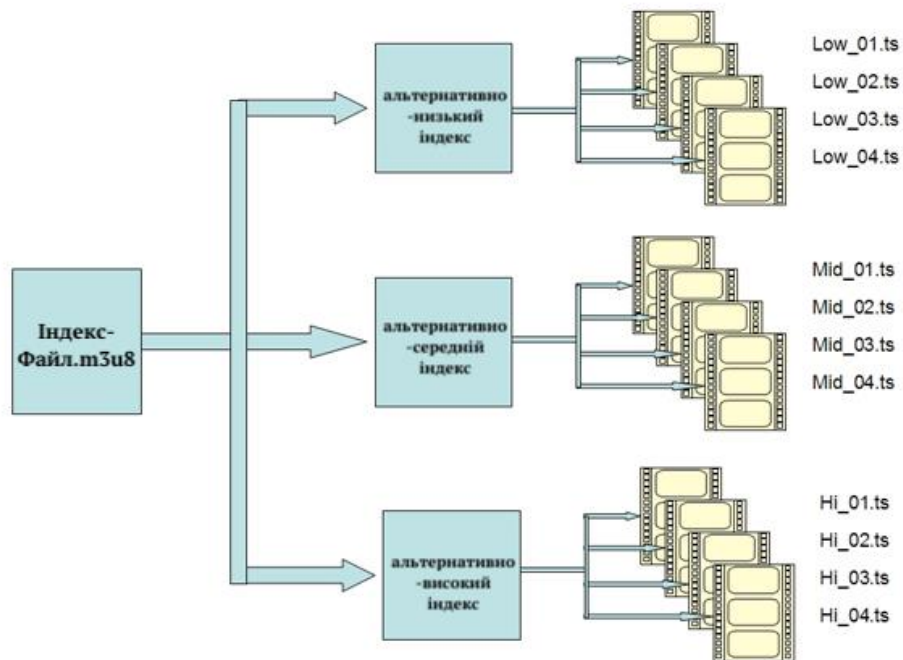 Індекс-
Файл.m3u8
альтернативно
-низький
індекс
Low_01.ts
Low_02.ts
Low_03.ts
Low_04.ts
альтернативно
-середній
індекс
Mid_01.ts
Mid_02.ts
Mid_03.ts
Mid_04.ts
альтернативно
-високий
індекс
Hi_01.ts
Hi_02.ts
Hi_03.ts
Hi_04.ts